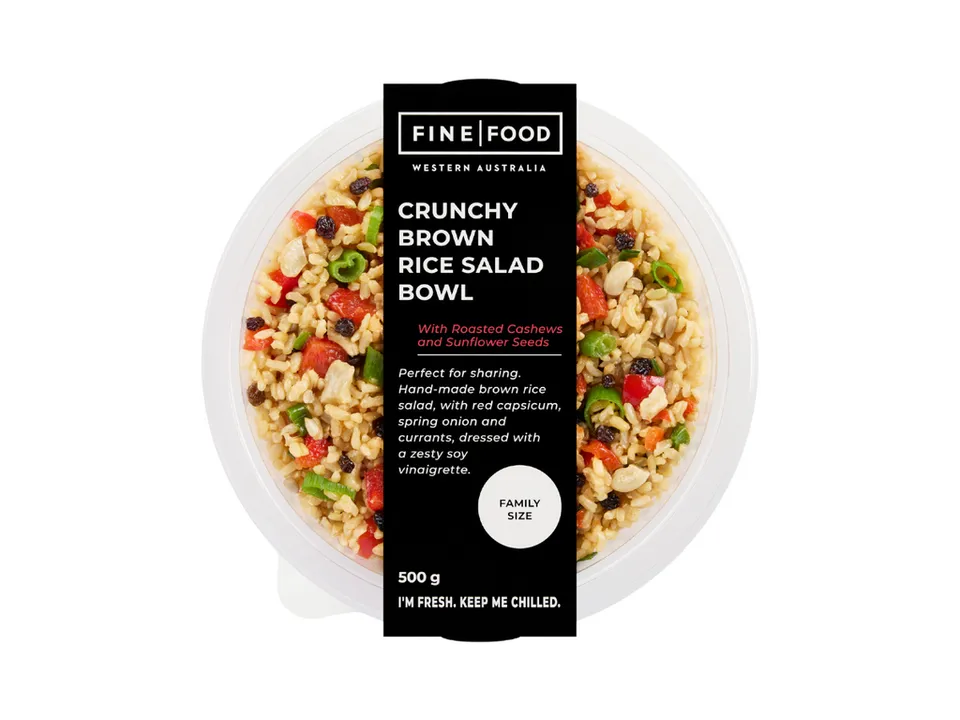 FINE|FOOD
WESTERN AUSTRALIA
CRUNCHY
BROWN
RICE SALAD
BOWL
With Roasted Cashews
and Sunflower Seeds
Perfect for sharing.
Hand-made brown rice
salad, with red capsicum,
spring onion and
currants, dressed with
a zesty soy
vinaigrette.
FAMILY
SIZE
500 g
I'M FRESH. KEEP ME CHILLED.